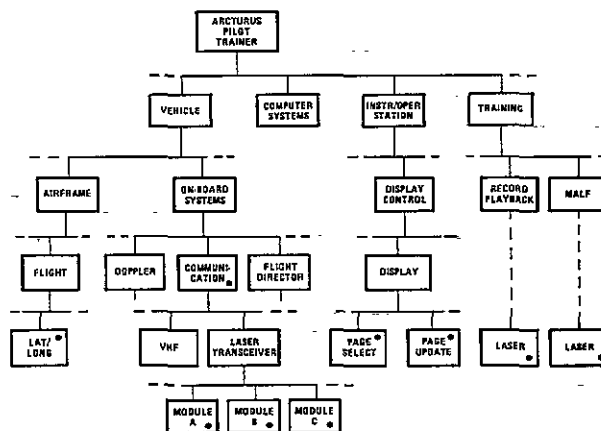 ARCTURUS
PILOT
TRAINER
VEHICLE
COMPUTER
SYSTEMS
INSTR/OPER
STATION
TRAINING
AIRFRAME
ON-BOARD
SYSTEMS
DISPLAY
CONTROL
RECORD
PLAYBACK
MALF
FLIGHT
DOPPLER
COMMUNI-
CATION
FLIGHT
DIRECTOR
DISPLAY
LAT/
LONG
VHF
LASER
TRANSCEIVER
PAGE
SELECT
PAGE
UPDATE
LASER
LASER
MODULE
A
MODULE
B
MODULE
C